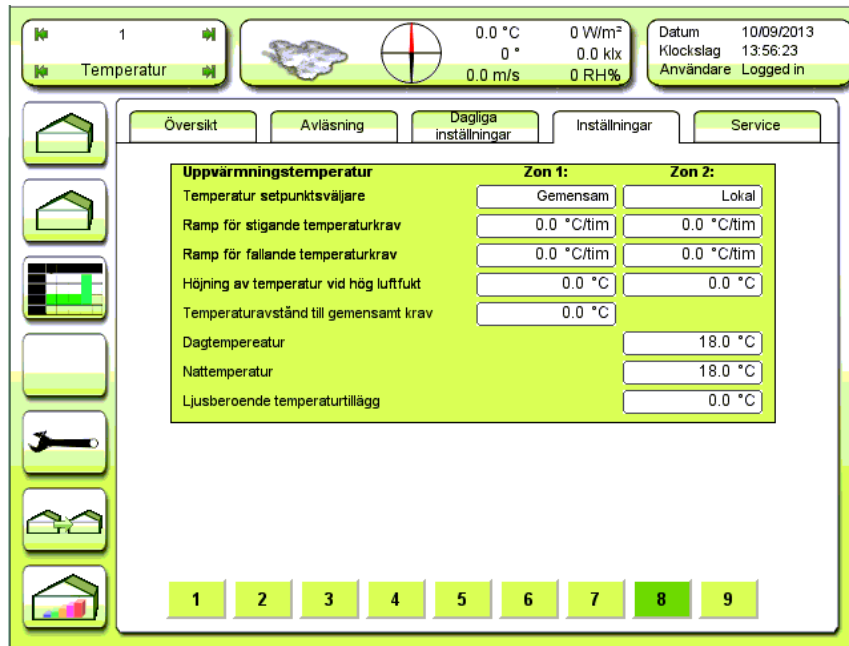 1
Temperatur
0.0 °C 0 W/m²
0 ° 0.0 klx
0.0 m/s 0 RH%
Datum 10/09/2013
Klockslag 13:56:23
Användare Logged in
Översikt
Avläsning
Dagliga
inställningar
Inställningar
Service
Uppvärmningstemperatur Zon 1: Zon 2:
Temperatur setpunktsväljare Gemensam Lokal
Ramp för stigande temperaturkrav 0.0 °C/tim 0.0 °C/tim
Ramp för fallande temperaturkrav 0.0 °C/tim 0.0 °C/tim
Höjning av temperatur vid hög luftfukt 0.0 °C 0.0 °C
Temperaturavstånd till gemensamt krav 0.0 °C
Dagtempereatur 18.0 °C
Nattemperatur 18.0 °C
Ljusberoende temperaturtillägg 0.0 °C
1 2 3 4 5 6 7 8 9